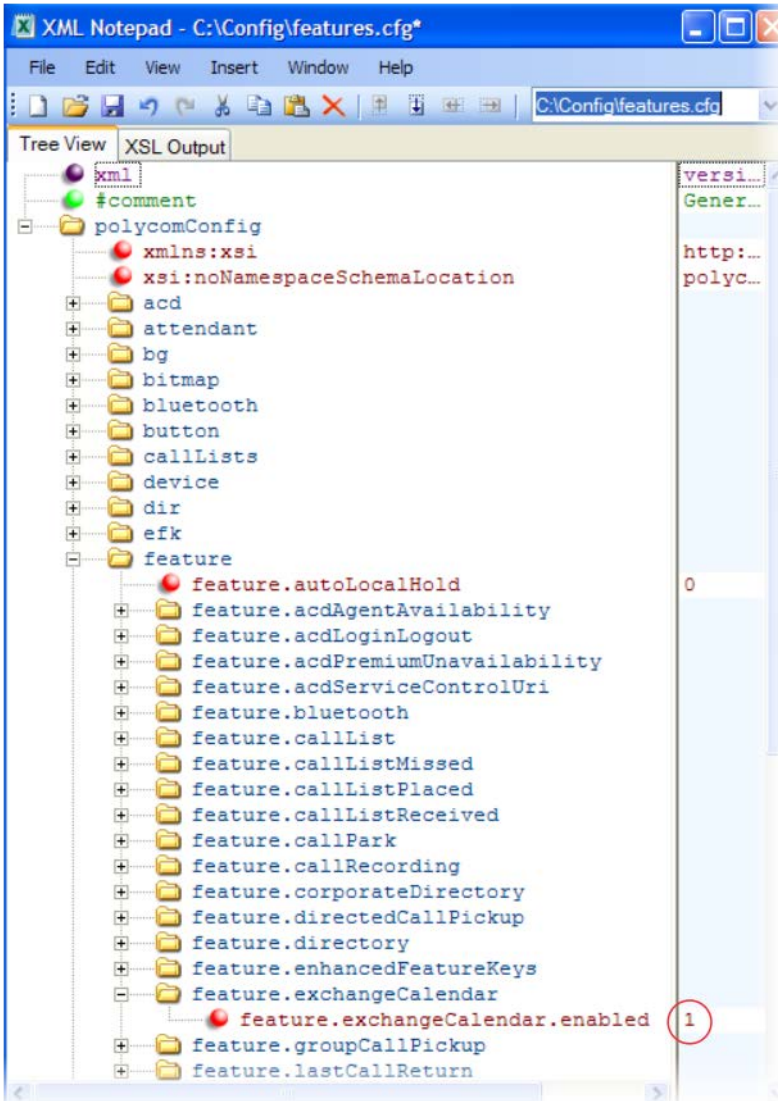 XML Notepad - C:\Config\features.cfg*
File Edit View Insert Window Help
C:\Config\features.cfg
Tree View XSL Output
xml versi...
#comment Gener...
polycomConfig
xmlns:xsi http:...
xsi:noNamespaceSchemaLocation polyc...
acd
attendant
bg
bitmap
bluetooth
button
callLists
device
dir
efk
feature
feature.autoLocalHold 0
feature.acdAgentAvailability
feature.acdLoginLogout
feature.acdPremiumUnavailability
feature.acdServiceControlUri
feature.bluetooth
feature.callList
feature.callListMissed
feature.callListPlaced
feature.callListReceived
feature.callPark
feature.callRecording
feature.corporateDirectory
feature.directedCallPickup
feature.directory
feature.enhancedFeatureKeys
feature.exchangeCalendar
feature.exchangeCalendar.enabled 1
feature.groupCallPickup
feature.lastCallReturn